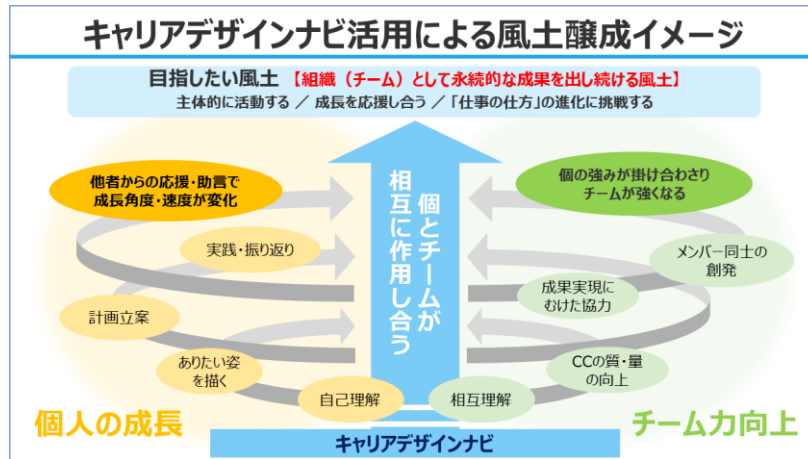 キャリアデザインナビ活用による風土醸成イメージ
目指したい風土 【組織（チーム）として永続的な成果を出し続ける風土】
主体的に活動する ／ 成長を応援し合う ／「仕事の仕方」の進化に挑戦する
他者からの応援・助言で
成長角度・速度が変化
個の強みが掛け合わさり
チームが強くなる
個とチームが
相互に作用し合う
実践・振り返り
メンバー同士の
創発
計画立案
成果実現に
むけた協力
ありたい姿
を描く
CCの質・量
の向上
自己理解
相互理解
個人の成長
チーム力向上
キャリアデザインナビ